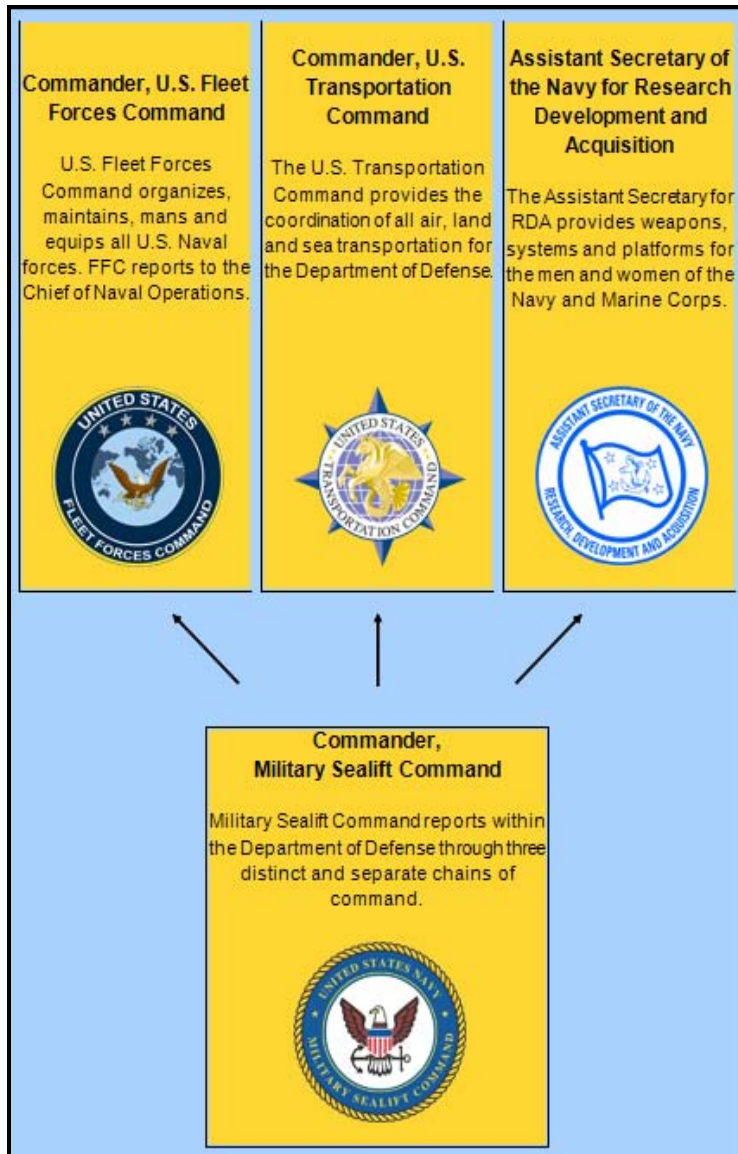 Commander, U.S. Fleet
Forces Command
U.S. Fleet Forces
Command organizes,
maintains, mans and
equips all U.S. Naval
forces. FFC reports to the
Chief of Naval Operations.
UNITED STATES
FLEET FORCES COMMAND
Commander, U.S.
Transportation
Command
The U.S. Transportation
Command provides the
coordination of all air, land
and sea transportation for
the Department of Defense.
UNITED STATES
TRANSPORTATION COMMAND
Assistant Secretary of
the Navy for Research
Development and
Acquisition
The Assistant Secretary for
RDA provides weapons,
systems and platforms for
the men and women of the
Navy and Marine Corps.
ASSISTANT SECRETARY OF THE NAVY
RESEARCH, DEVELOPMENT AND ACQUISITION
Commander,
Military Sealift Command
Military Sealift Command reports within
the Department of Defense through three
distinct and separate chains of
command.
UNITED STATES NAVY
MILITARY SEALIFT COMMAND